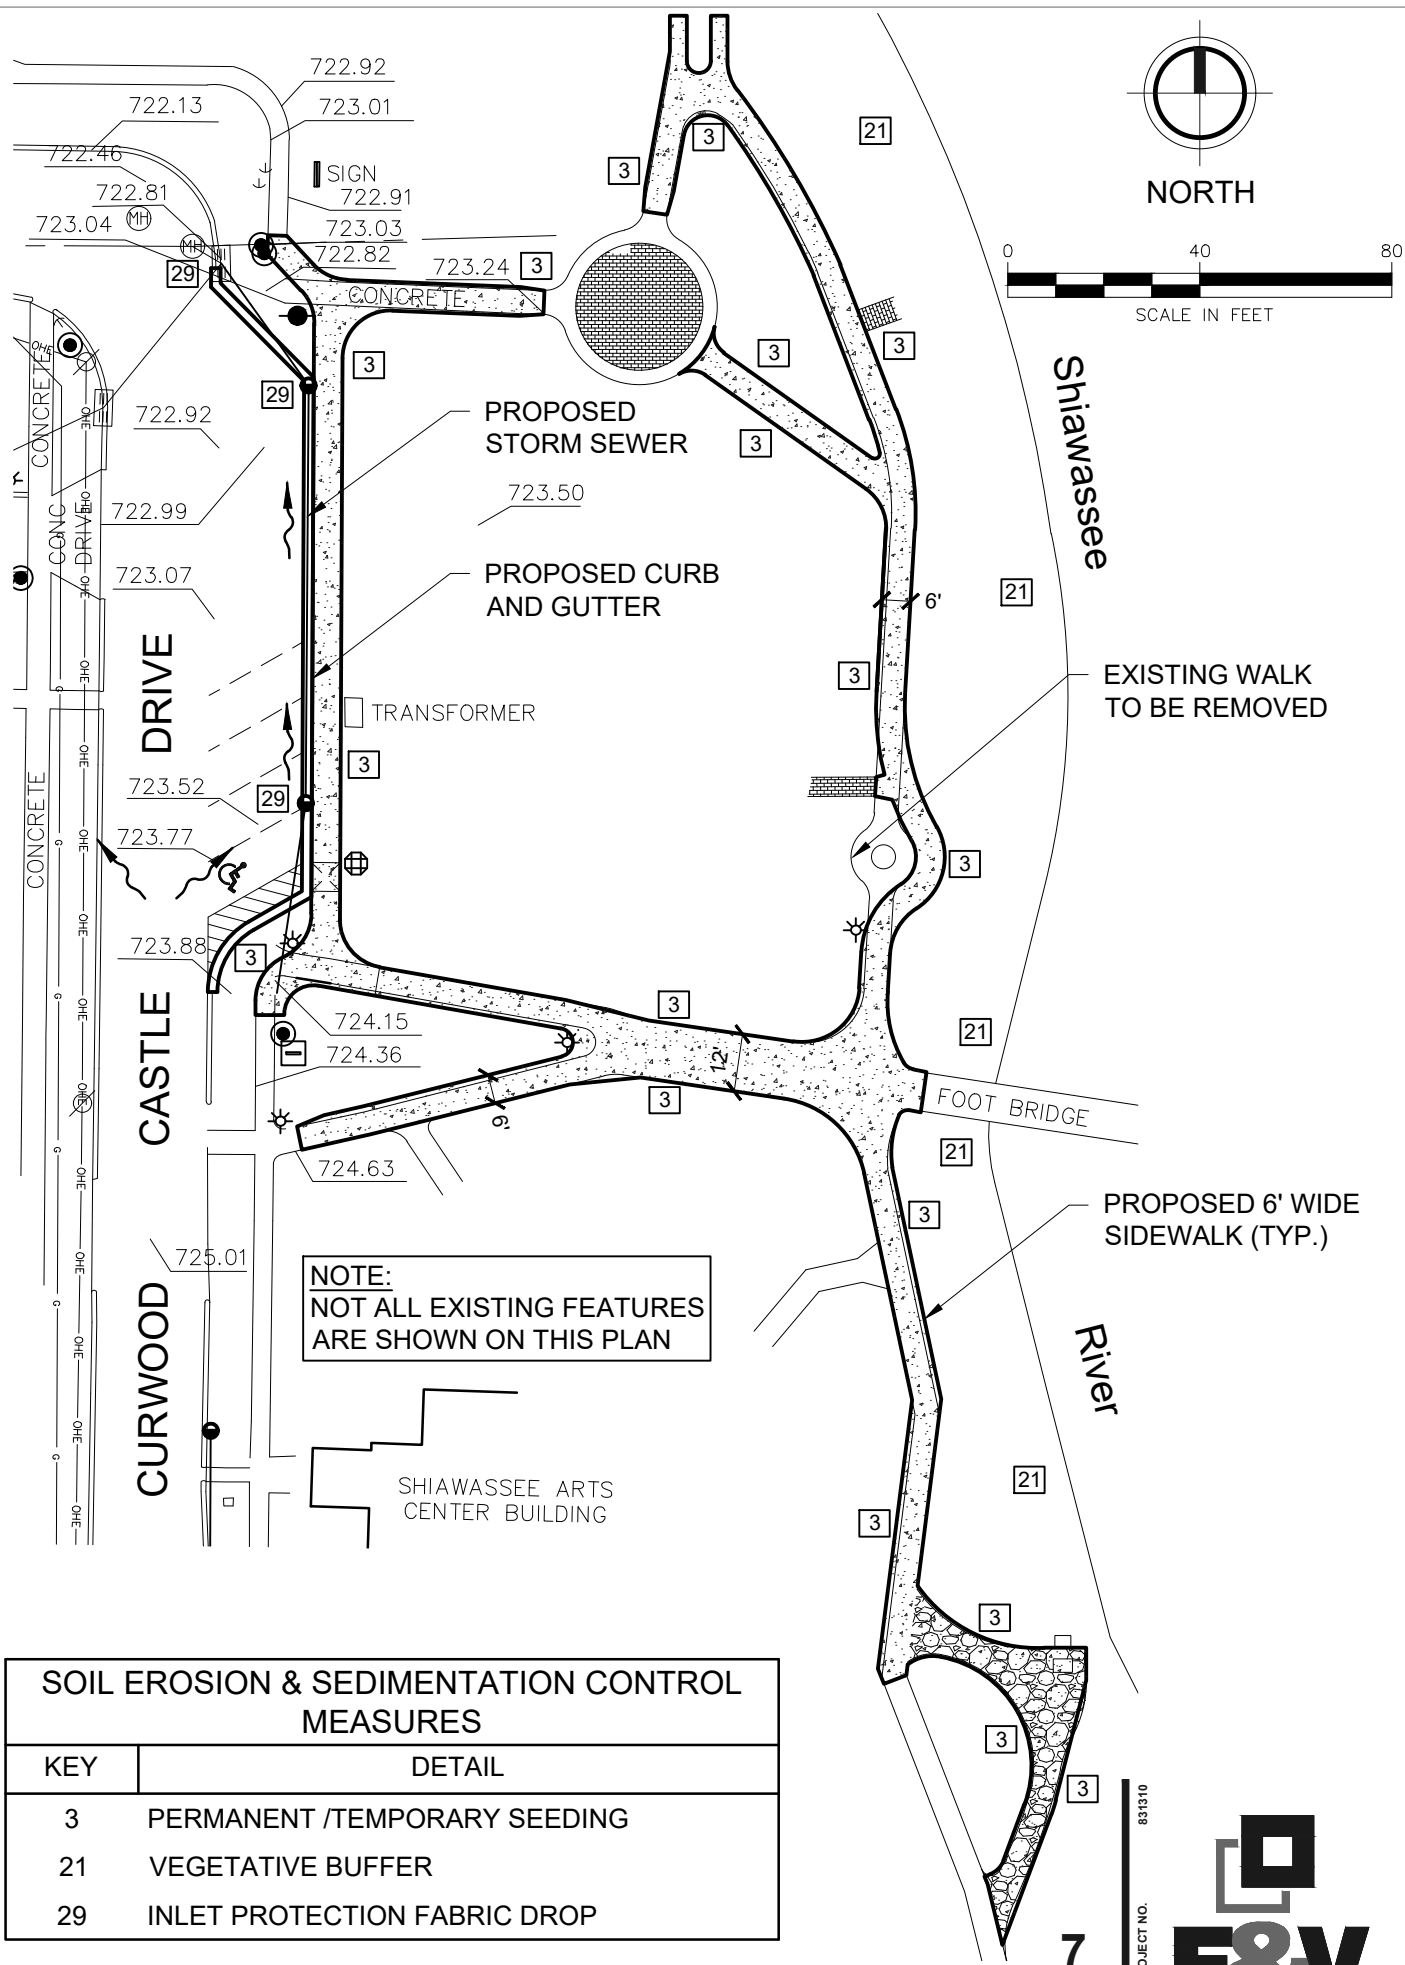 722.92
722.13
723.01
722.46
SIGN
722.81
722.91
MH
723.04
723.03
MH
722.82
29
723.24
3
CONCRETE
3
3
21
NORTH
0 40 80
SCALE IN FEET
3
3
3
3
29
722.92
CONCRETE
OHE
CONC
DRIVE
722.99
723.07
PROPOSED
STORM SEWER
723.50
PROPOSED CURB
AND GUTTER
6'
21
Shiawassee
3
EXISTING WALK
TO BE REMOVED
TRANSFORMER
3
DRIVE
723.52
29
723.77
CONCRETE
G
OHE
3
723.88
3
CASTLE
724.15
724.36
3
12'
3
21
FOOT BRIDGE
21
6'
724.63
3
PROPOSED 6' WIDE
SIDEWALK (TYP.)
725.01
CURWOOD
NOTE:
NOT ALL EXISTING FEATURES
ARE SHOWN ON THIS PLAN
River
SHIAWASSEE ARTS
CENTER BUILDING
21
3
3
3
3
SOIL EROSION & SEDIMENTATION CONTROL
MEASURES
KEY DETAIL
3 PERMANENT /TEMPORARY SEEDING
21 VEGETATIVE BUFFER
29 INLET PROTECTION FABRIC DROP
831310
NO.
7